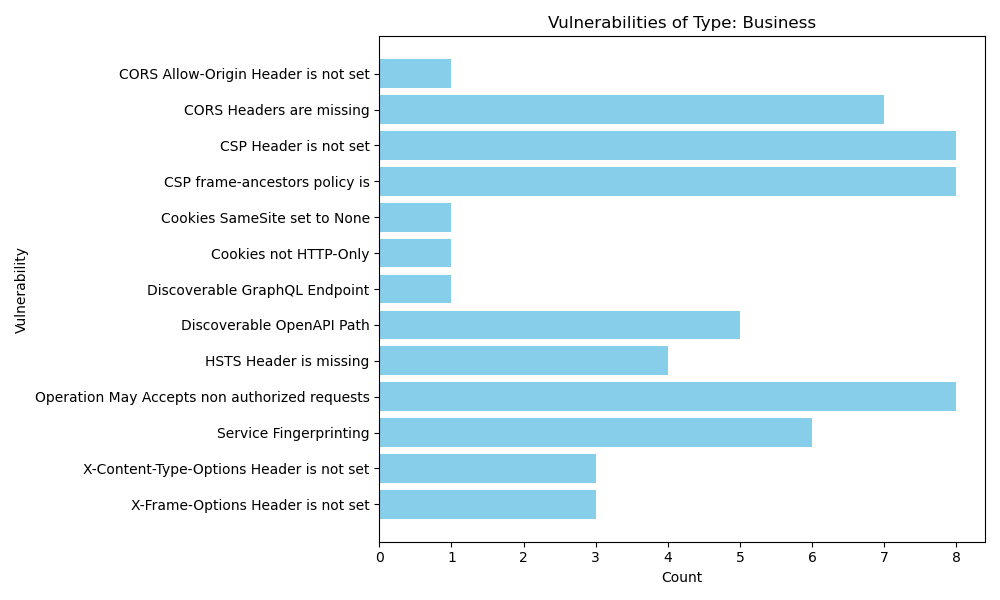 Vulnerabilities of Type: Business
Vulnerability
CORS Allow-Origin Header is not set
CORS Headers are missing
CSP Header is not set
CSP frame-ancestors policy is
Cookies SameSite set to None
Cookies not HTTP-Only
Discoverable GraphQL Endpoint
Discoverable OpenAPI Path
HSTS Header is missing
Operation May Accepts non authorized requests
Service Fingerprinting
X-Content-Type-Options Header is not set
X-Frame-Options Header is not set
0 1 2 3 4 5 6 7 8
Count